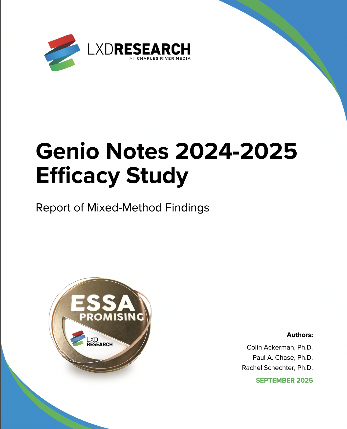 LXDRESEARCH
AT CHARLES RIVER MEDIA
Genio Notes 2024-2025
Efficacy Study
Report of Mixed-Method Findings
ESSA
PROMISING
LXD
RESEARCH
Authors:
Colin Ackerman, Ph.D.
Paul A. Chase, Ph.D.
Rachel Schechter, Ph.D.
SEPTEMBER 2025